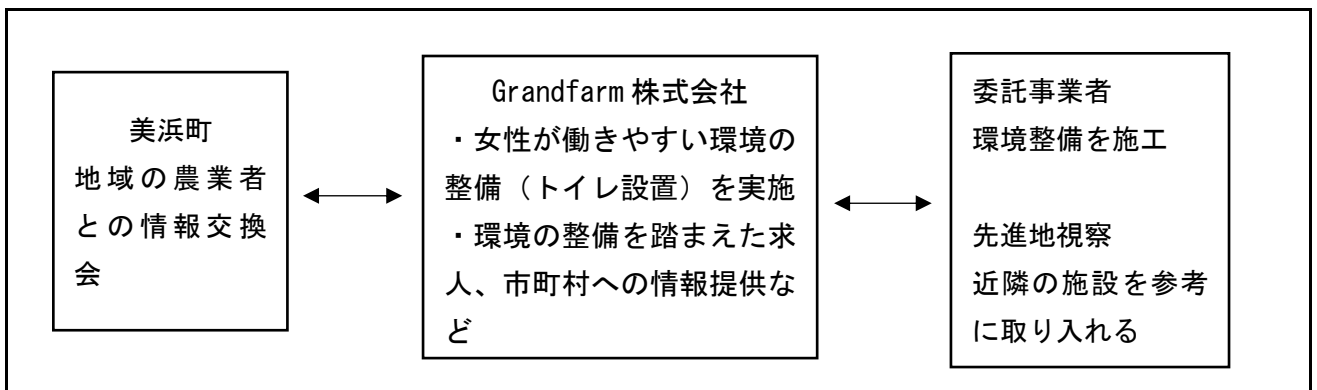 美浜町
地域の農業者
との情報交換
会
Grandfarm 株式会社
・女性が働きやすい環境の
整備（トイレ設置）を実施
・環境の整備を踏まえた求
人、市町村への情報提供な
ど
委託事業者
環境整備を施工
先進地視察
近隣の施設を参考
に取り入れる